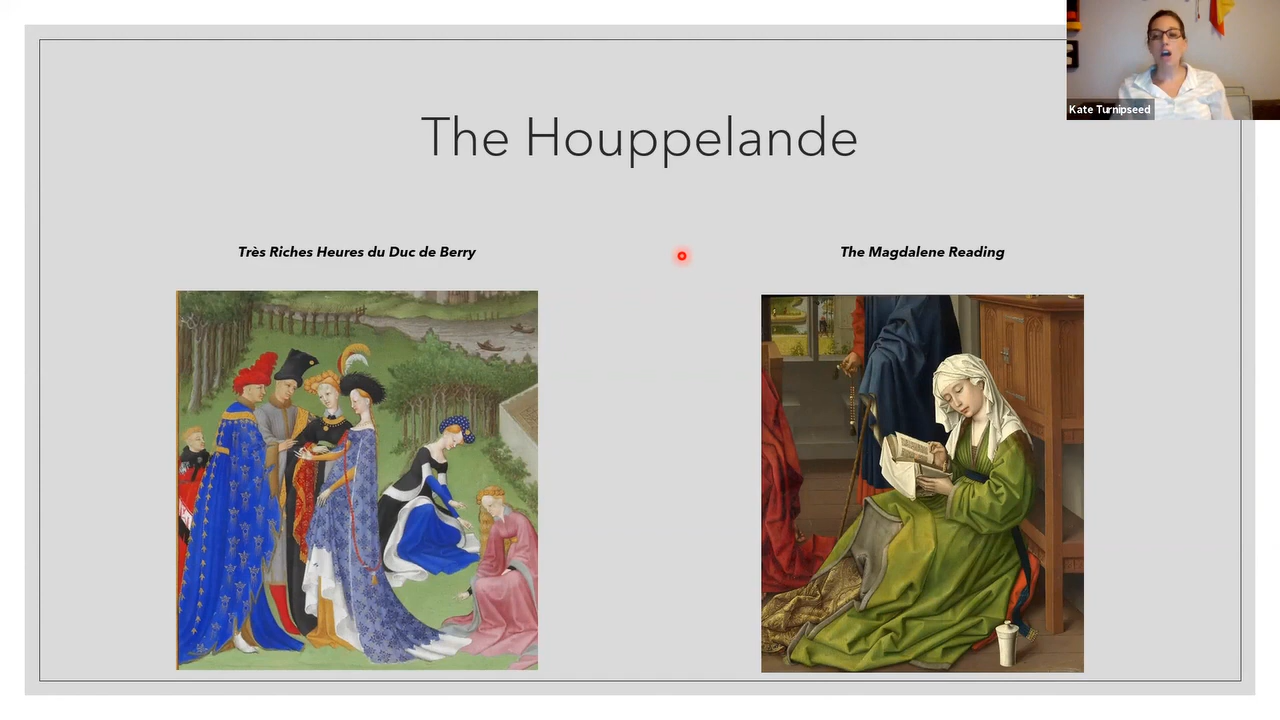 The Houppelande
Kate Turnipseed
Très Riches Heures du Duc de Berry
The Magdalene Reading